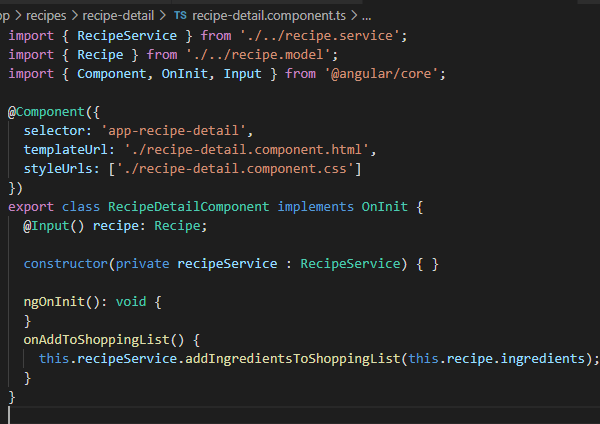 pp > recipes > recipe-detail > TS recipe-detail.component.ts > ...
import { RecipeService } from './../recipe.service';
import { Recipe } from './../recipe.model';
import { Component, OnInit, Input } from '@angular/core';

@Component({
  selector: 'app-recipe-detail',
  templateUrl: './recipe-detail.component.html',
  styleUrls: ['./recipe-detail.component.css']
})
export class RecipeDetailComponent implements OnInit {
  @Input() recipe: Recipe;

  constructor(private recipeService : RecipeService) { }

  ngOnInit(): void {
  }
  onAddToShoppingList() {
    this.recipeService.addIngredientsToShoppingList(this.recipe.ingredients);
  }
}